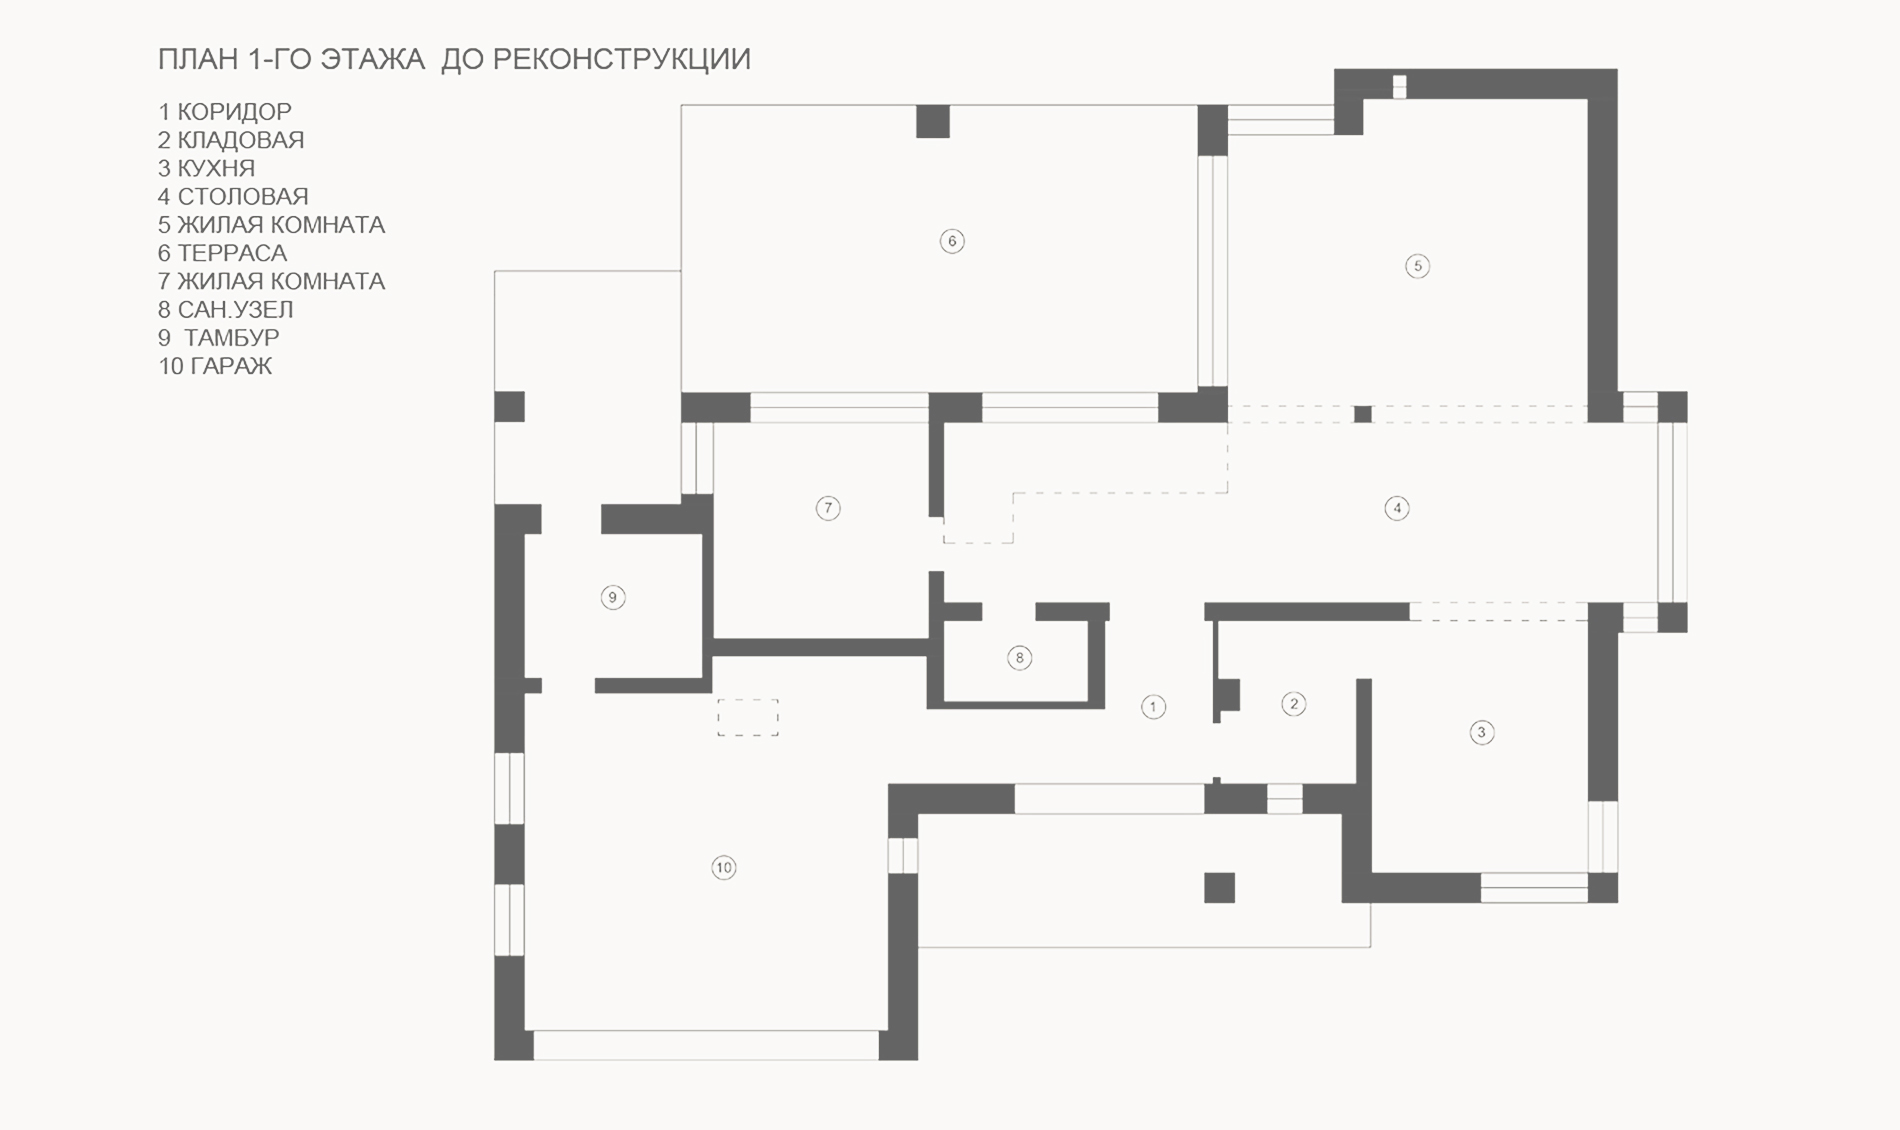 ПЛАН 1-ГО ЭТАЖА ДО РЕКОНСТРУКЦИИ
1 КОРИДОР
2 КЛАДОВАЯ
3 КУХНЯ
4 СТОЛОВАЯ
5 ЖИЛАЯ КОМНАТА
6 ТЕРРАСА
7 ЖИЛАЯ КОМНАТА
8 САН.УЗЕЛ
9 ТАМБУР
10 ГАРАЖ
6
5
7
4
9
8
2
1
3
10